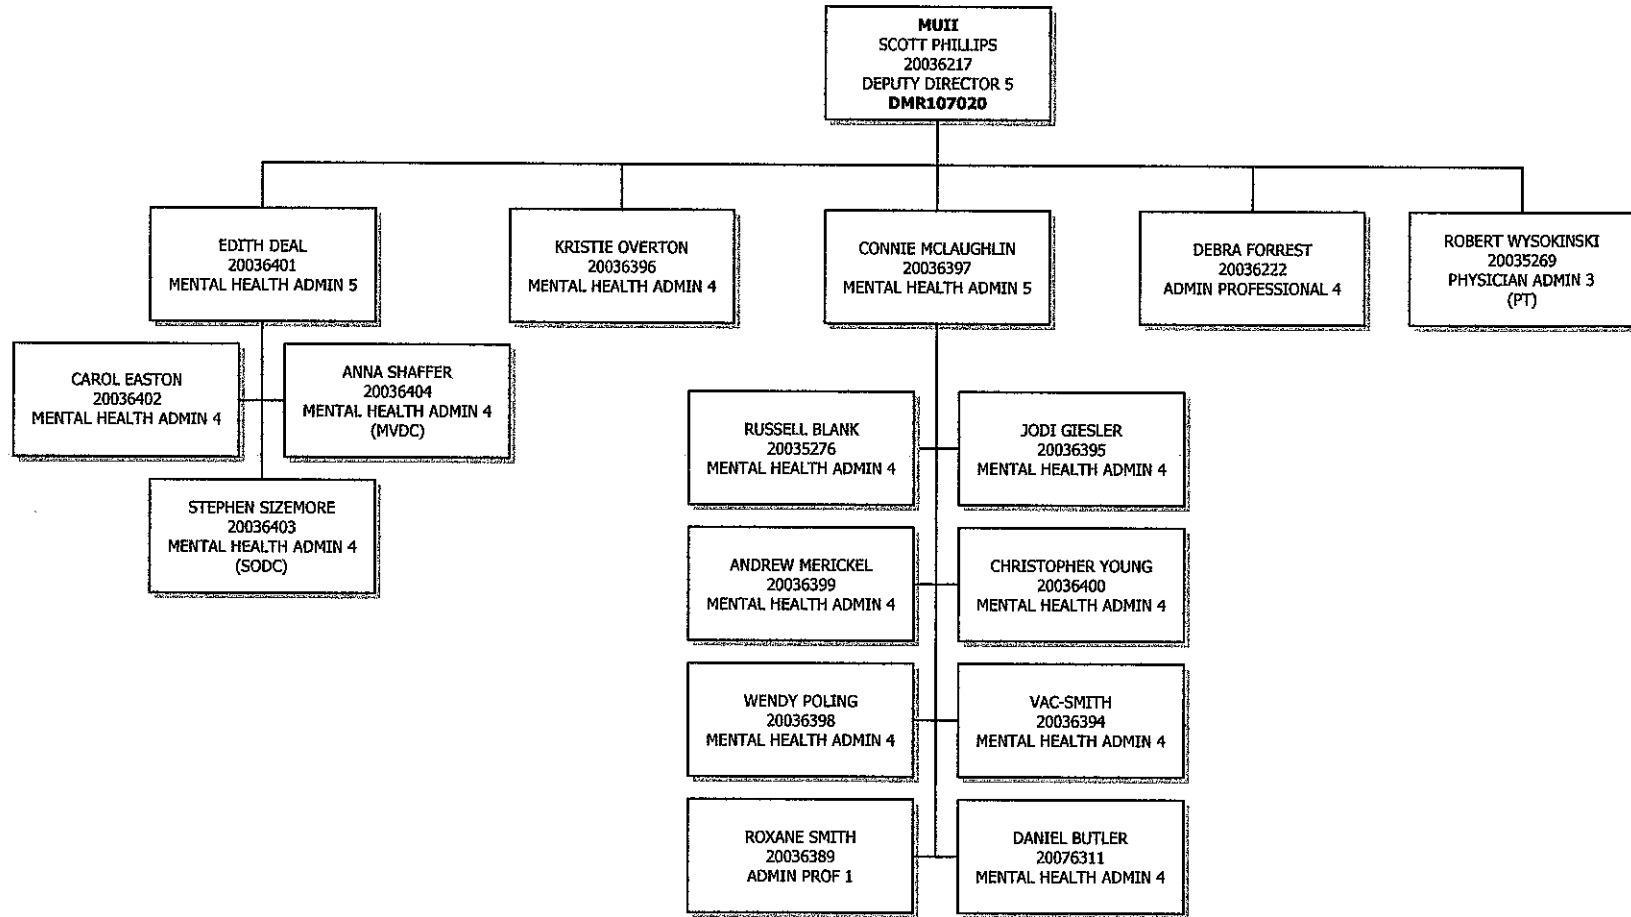 MUII
SCOTT PHILLIPS
20036217
DEPUTY DIRECTOR 5
DMR107020
EDITH DEAL
20036401
MENTAL HEALTH ADMIN 5
KRISTIE OVERTON
20036396
MENTAL HEALTH ADMIN 4
CONNIE MCLAUGHLIN
20036397
MENTAL HEALTH ADMIN 5
DEBRA FORREST
20036222
ADMIN PROFESSIONAL 4
ROBERT WYSOKINSKI
20035269
PHYSICIAN ADMIN 3
(PT)
CAROL EASTON
20036402
MENTAL HEALTH ADMIN 4
ANNA SHAFFER
20036404
MENTAL HEALTH ADMIN 4
(MVDC)
STEPHEN SIZEMORE
20036403
MENTAL HEALTH ADMIN 4
(SODC)
RUSSELL BLANK
20035276
MENTAL HEALTH ADMIN 4
JODI GIESLER
20036395
MENTAL HEALTH ADMIN 4
ANDREW MERICKEL
20036399
MENTAL HEALTH ADMIN 4
CHRISTOPHER YOUNG
20036400
MENTAL HEALTH ADMIN 4
WENDY POLING
20036398
MENTAL HEALTH ADMIN 4
VAC-SMITH
20036394
MENTAL HEALTH ADMIN 4
ROXANE SMITH
20036389
ADMIN PROF 1
DANIEL BUTLER
20076311
MENTAL HEALTH ADMIN 4